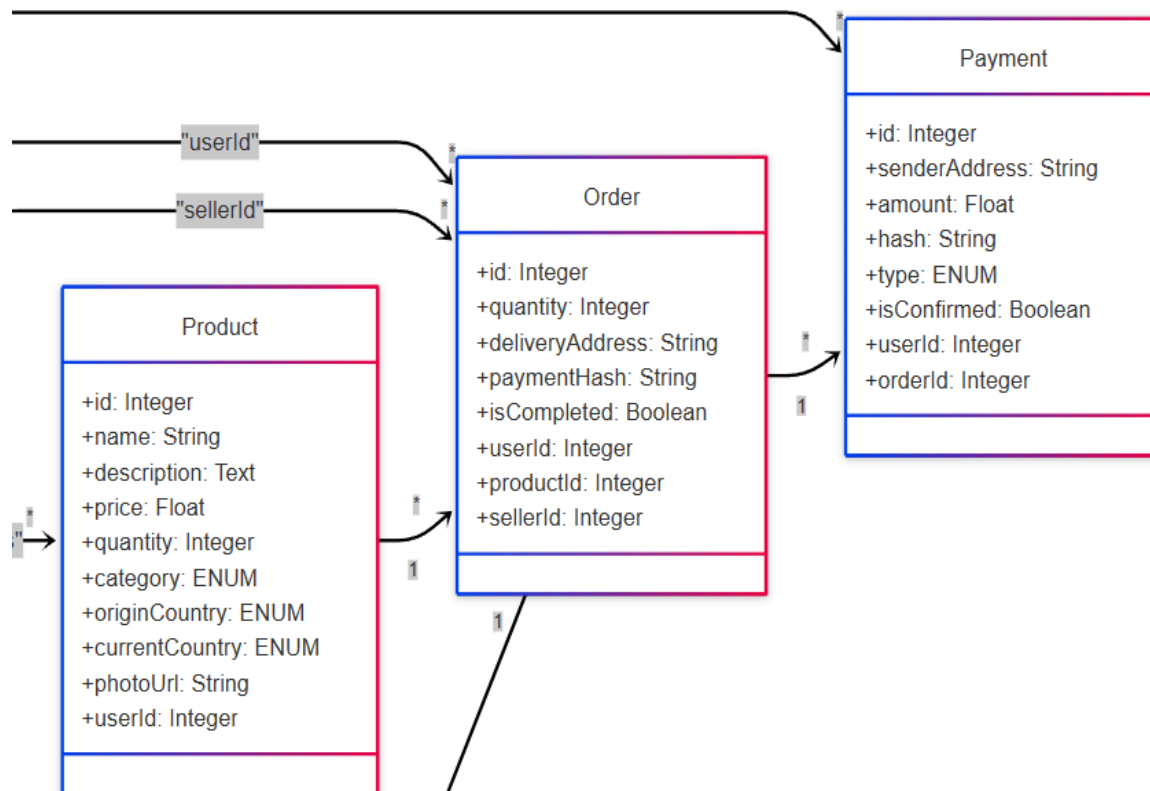 *
Payment
+id: Integer
+senderAddress: String
+amount: Float
+hash: String
+type: ENUM
+isConfirmed: Boolean
+userId: Integer
+orderId: Integer
"userId"
*
"sellerId"
*
Order
+id: Integer
+quantity: Integer
+deliveryAddress: String
+paymentHash: String
+isCompleted: Boolean
+userId: Integer
+productId: Integer
+sellerId: Integer
*
1
Product
+id: Integer
+name: String
+description: Text
+price: Float
+quantity: Integer
+category: ENUM
+originCountry: ENUM
+currentCountry: ENUM
+photoUrl: String
+userId: Integer
*
*
1
1